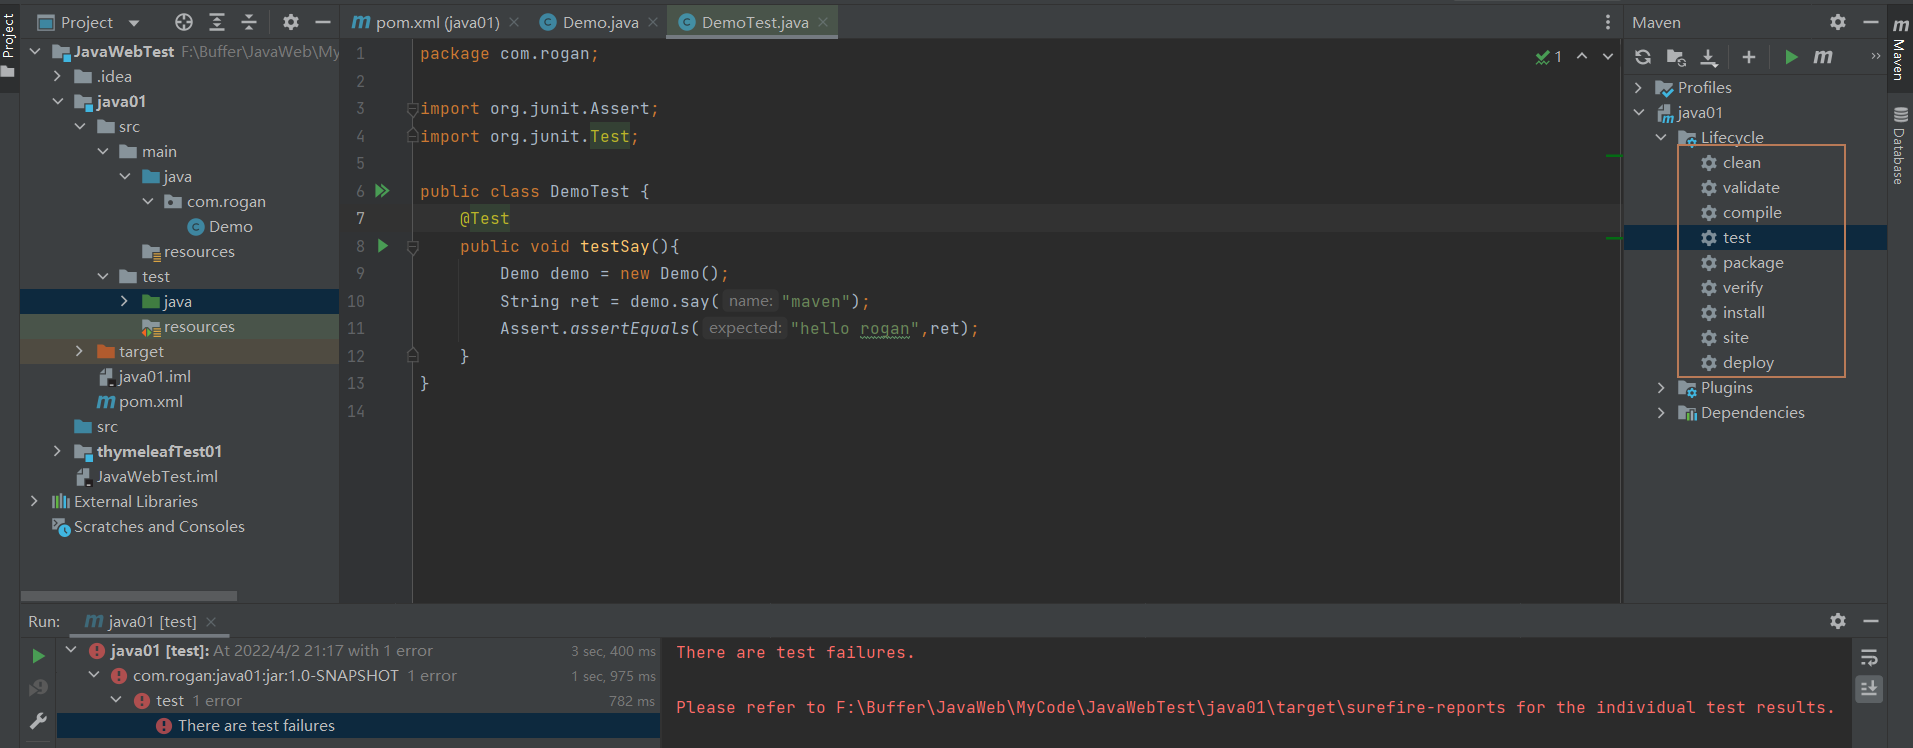 Project
pom.xml (java01)
Demo.java
DemoTest.java
Maven
Project
JavaWebTest F:\Buffer\JavaWeb\My
.idea
java01
src
main
java
com.rogan
Demo
resources
test
java
resources
target
java01.iml
pom.xml
src
thymeleafTest01
JavaWebTest.iml
External Libraries
Scratches and Consoles
1 package com.rogan;
2
3 import org.junit.Assert;
4 import org.junit.Test;
5
6 public class DemoTest {
7 @Test
8 public void testSay(){
9 Demo demo = new Demo();
10 String ret = demo.say( name: "maven");
11 Assert.assertEquals( expected: "hello rogan",ret);
12 }
13 }
14
1
Profiles
java01
Lifecycle
clean
validate
compile
test
package
verify
install
site
deploy
Plugins
Dependencies
Maven
Database
Run: java01 [test]
java01 [test]: At 2022/4/2 21:17 with 1 error 3 sec, 400 ms
com.rogan:java01:jar:1.0-SNAPSHOT 1 error 1 sec, 975 ms
test 1 error 782 ms
There are test failures
There are test failures.
Please refer to F:\Buffer\JavaWeb\MyCode\JavaWebTest\java01\target\surefire-reports for the individual test results.